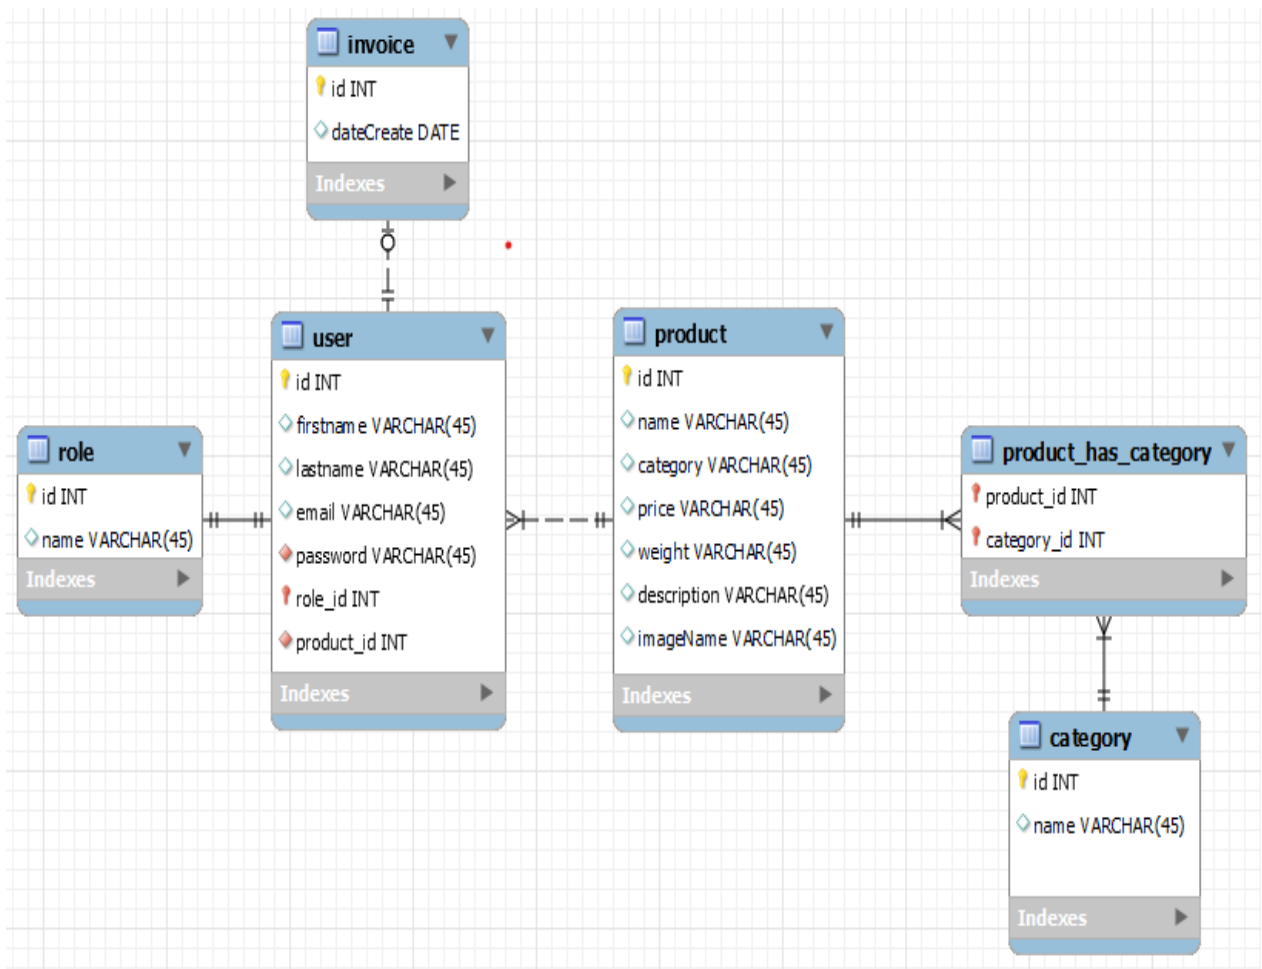 invoice
id INT
dateCreate DATE
Indexes
user
id INT
firstname VARCHAR(45)
lastname VARCHAR(45)
email VARCHAR(45)
password VARCHAR(45)
role_id INT
product_id INT
Indexes
product
id INT
name VARCHAR(45)
category VARCHAR(45)
price VARCHAR(45)
weight VARCHAR(45)
description VARCHAR(45)
imageName VARCHAR(45)
Indexes
role
id INT
name VARCHAR(45)
Indexes
product_has_category
product_id INT
category_id INT
Indexes
category
id INT
name VARCHAR(45)
Indexes